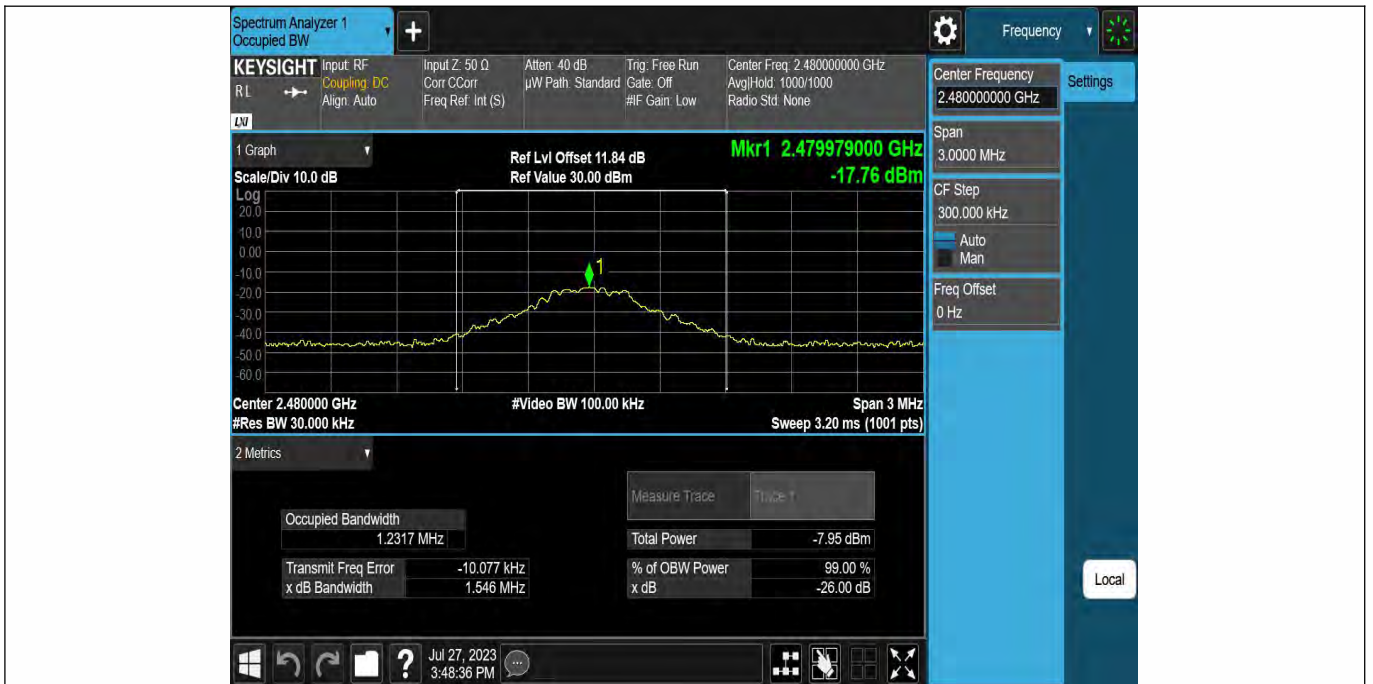 Spectrum Analyzer 1
Occupied BW
+
Frequency
KEYSIGHT
R L
LXI
Input: RF
Coupling: DC
Align: Auto
Input Z: 50 Ω
Corr CCorr
Freq Ref: Int (S)
Atten: 40 dB
µW Path: Standard
Trig: Free Run
Gate: Off
#IF Gain: Low
Center Freq: 2.480000000 GHz
Avg|Hold: 1000/1000
Radio Std: None
Center Frequency
2.480000000 GHz
Settings
Span
3.0000 MHz
CF Step
300.000 kHz
Auto
Man
Freq Offset
0 Hz
Local
1 Graph
Scale/Div 10.0 dB
Ref Lvl Offset 11.84 dB
Ref Value 30.00 dBm
Mkr1 2.479979000 GHz
-17.76 dBm
Log
20.0
10.0
0.00
-10.0
-20.0
-30.0
-40.0
-50.0
-60.0
1
Center 2.480000 GHz
#Video BW 100.00 kHz
Span 3 MHz
#Res BW 30.000 kHz
Sweep 3.20 ms (1001 pts)
2 Metrics
Measure Trace
Trace 1
Occupied Bandwidth
1.2317 MHz
Total Power
-7.95 dBm
Transmit Freq Error
-10.077 kHz
% of OBW Power
99.00 %
x dB Bandwidth
1.546 MHz
x dB
-26.00 dB
?
Jul 27, 2023
3:48:36 PM